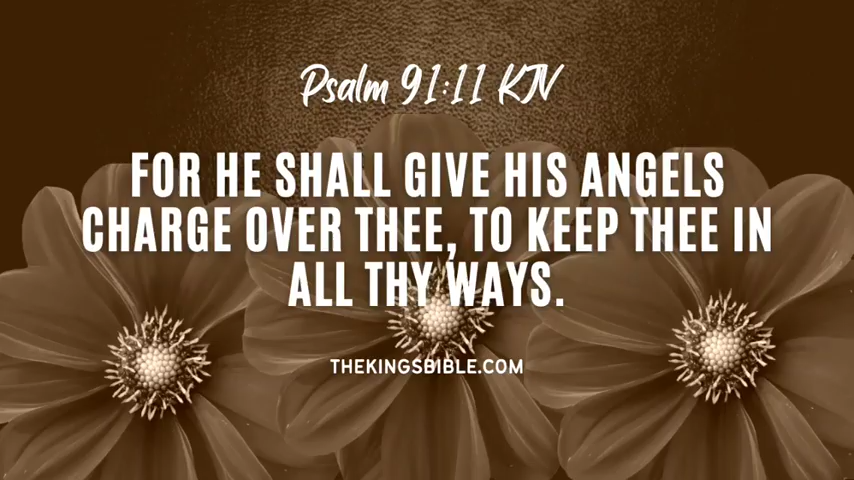 Psalm 91:11 KJV
FOR HE SHALL GIVE HIS ANGELS
CHARGE OVER THEE, TO KEEP THEE IN
ALL THY WAYS.
THEKINGSBIBLE.COM